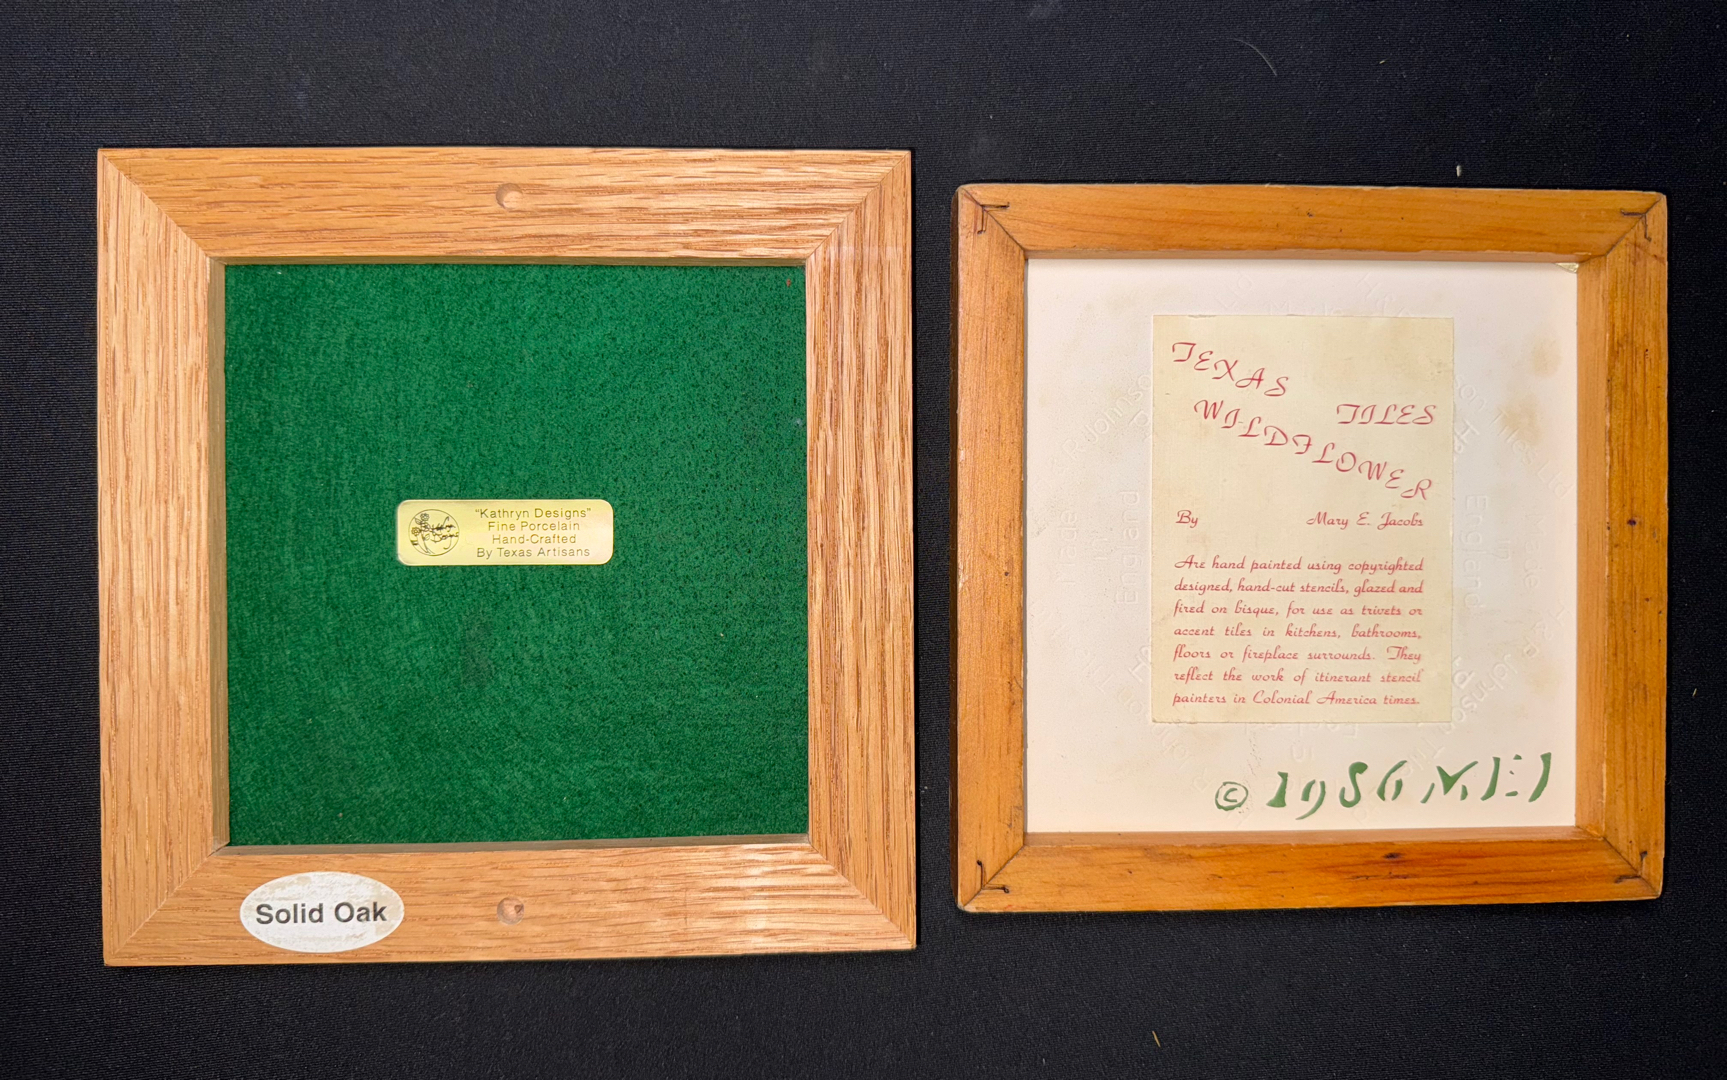 "Kathryn Designs"
Fine Porcelain
Hand-Crafted
By Texas Artisans
Solid Oak
TEXAS
WILDFLOWER
TILES
By Mary E. Jacobs
Are hand painted using copyrighted
designed, hand-cut stencils, glazed and
fired on bisque, for use as trivets or
accent tiles in kitchens, bathrooms,
floors or fireplace surrounds. They
reflect the work of itinerant stencil
painters in Colonial America times.
© 1986 MEJ
England